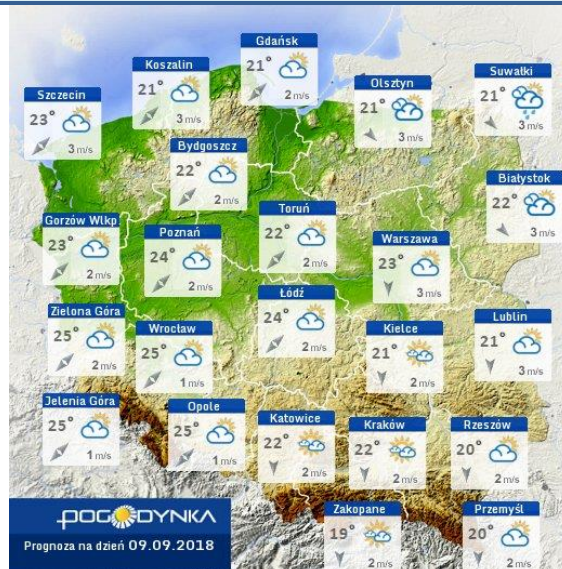 Gdańsk
21°
2 m/s
Koszalin
21°
3 m/s
Suwałki
21°
3 m/s
Olsztyn
21°
3 m/s
Szczecin
23°
3 m/s
Bydgoszcz
22°
2 m/s
Białystok
22°
3 m/s
Toruń
22°
2 m/s
Gorzów Wlkp
23°
2 m/s
Poznań
24°
2 m/s
Warszawa
23°
3 m/s
Łódź
24°
2 m/s
Zielona Góra
25°
2 m/s
Wrocław
25°
1 m/s
Kielce
21°
2 m/s
Lublin
21°
3 m/s
Jelenia Góra
25°
1 m/s
Opole
25°
1 m/s
Katowice
22°
2 m/s
Kraków
22°
2 m/s
Rzeszów
20°
2 m/s
Zakopane
19°
2 m/s
Przemyśl
20°
2 m/s
POGODYNKA
Prognoza na dzień 09.09.2018